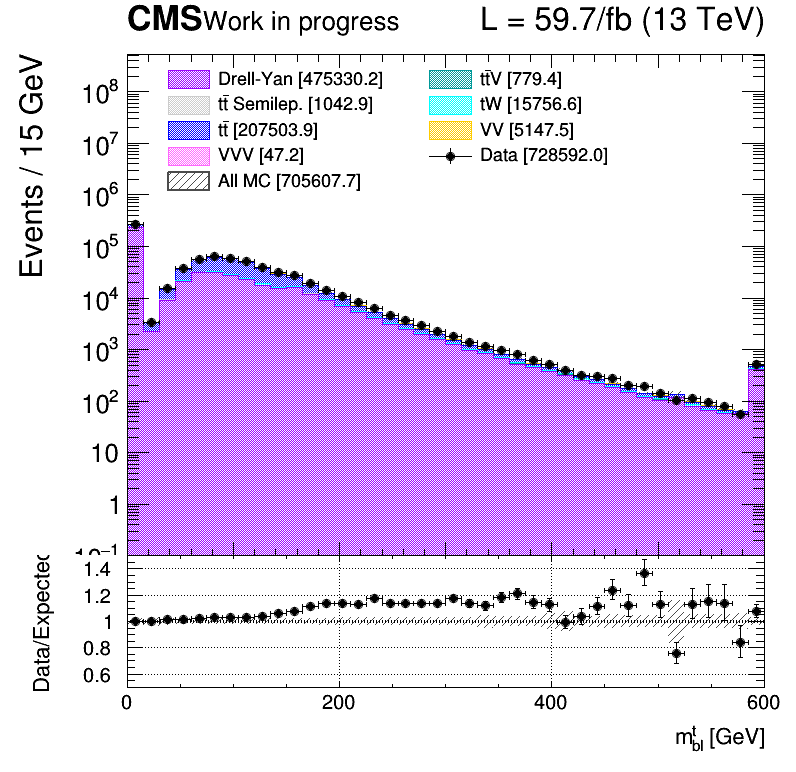 CMS Work in progress L = 59.7/fb (13 TeV)
Events / 15 GeV
Drell-Yan [475330.2]
tt̄ Semilep. [1042.9]
tt̄ [207503.9]
VVV [47.2]
All MC [705607.7]
tt̄V [779.4]
tW [15756.6]
VV [5147.5]
Data [728592.0]
10⁸
10⁷
10⁶
10⁵
10⁴
10³
10²
10
1
10⁻¹
Data/Expected
1.4
1.2
1
0.8
0.6
0 200 400 600
m^t_bl [GeV]